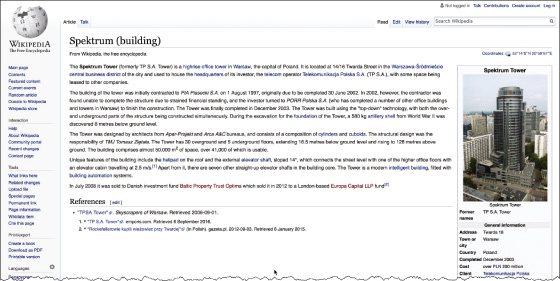 Not logged in Talk Contributions Create account Log in
WIKIPEDIA
The Free Encyclopedia
Article Talk
Read Edit View history
Search Wikipedia
Spektrum (building)
From Wikipedia, the free encyclopedia
Coordinates:
The Spektrum Tower (formerly TP S.A. Tower) is a highrise office tower in Warsaw, the capital of Poland. It is located at 14/16 Twarda Street in the Warszawa-Śródmieście
central business district of the city and used to house the headquarters of its investor, the telecom operator Telekomunikacja Polska S.A. (TP S.A.), with some space being
leased to other companies.
The building of the tower was initially contracted to PIA Piasecki S.A. on 1 August 1997, originally due to be completed 30 June 2002. In 2002, however, the contractor
found unable to complete the structure due to strained financial standing, and the investor turned to PORR Polska S.A. (who has completed a number of other office buildings
and towers in Warsaw) to finish the construction. The Tower was finally completed in December 2003. The Tower was built using the "top-down" technology, with both the over-
and underground parts of the structure being constructed simultaneously. During the excavation for the foundation of the Tower, a 580 kg artillery shell from World War II was
discovered 8 meters below ground level.
The Tower was designed by architects from Apar-Projekt and Arca A&C bureaus, and consists of a composition of cylinders and cuboids. The structural design was the
responsibility of TMJ Tomasz Ziętala. The Tower has 30 overground and 5 underground floors, extending 16.5 metres below ground level and rising to 128 metres above
ground. The building comprises almost 50,000 m² of space, over 41,000 of which is usable.
Unique features of the building include the helipad on the roof and the external elevator shaft, sloped 14°, which connects the street level with one of the higher office floors with
an elevator cabin travelling at 2.5 m/s.[1] Apart from it, there are seven other straight-up elevator shafts in the building core. The Tower is a modern intelligent building, fitted with
building automation systems.
In July 2008 it was sold to Danish investment fund Baltic Property Trust Optima which sold it in 2012 to a London-based Europa Capital LLP fund[2]
References [edit]
"TPSA Tower". Skyscrapers of Warsaw. Retrieved 2006-09-01.
1. ^ "TP S.A. Tower". emporis.com. Retrieved 6 September 2016.
2. ^ "Rockefellerowie kupili wieżowiec przy Twardej" (in Polish). gazeta.pl. 2012-09-03. Retrieved 8 January 2015.
Main page
Contents
Featured content
Current events
Random article
Donate to Wikipedia
Wikipedia store
Interaction
Help
About Wikipedia
Community portal
Recent changes
Contact page
Tools
What links here
Related changes
Upload file
Special pages
Permanent link
Page information
Wikidata item
Cite this page
Print/export
Create a book
Download as PDF
Printable version
Languages
Spektrum Tower
Spektrum Tower
Former names TP S.A. Tower
General information
Address Twarda 18
Town or city Warsaw
Country Poland
Completed December 2003
Cost over PLN 200 million
Client Telekomunikacja Polska